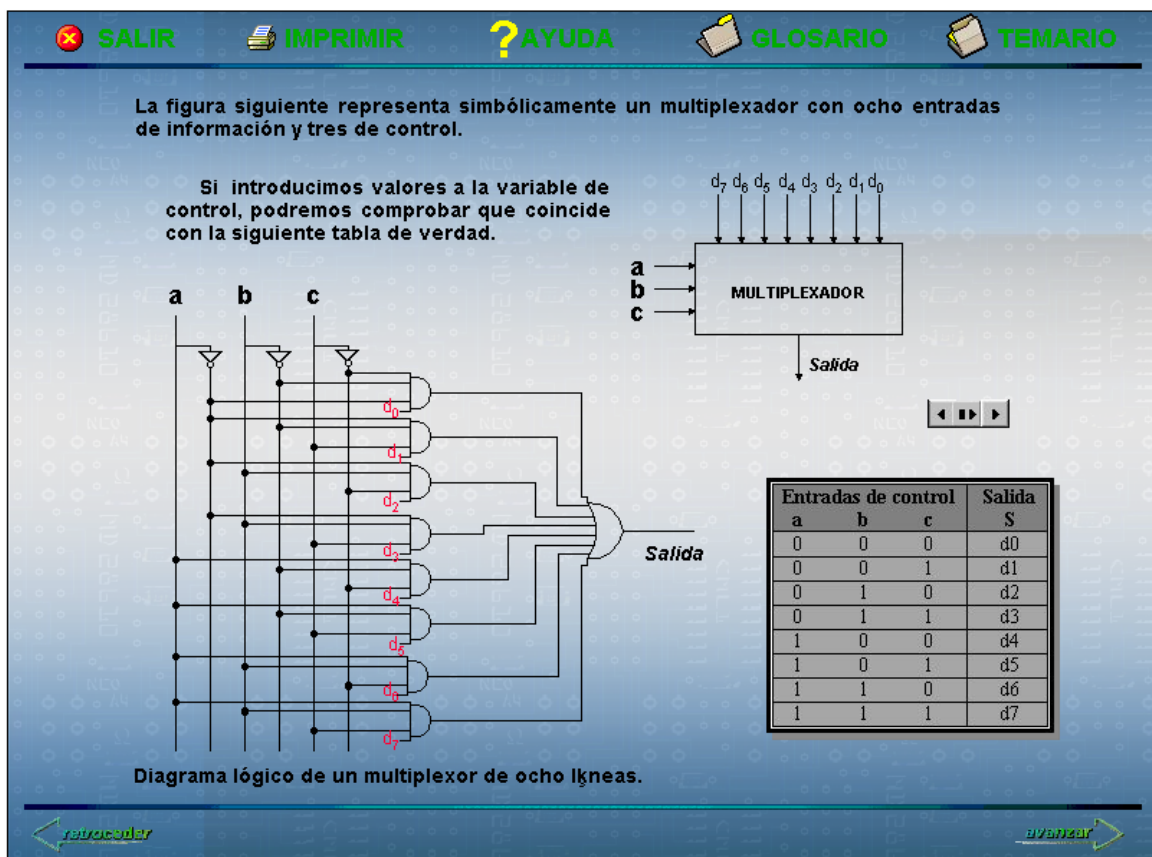 SALIR IMPRIMIR ?AYUDA GLOSARIO TEMARIO
La figura siguiente representa simbólicamente un multiplexador con ocho entradas
de información y tres de control.
Si introducimos valores a la variable de
control, podremos comprobar que coincide
con la siguiente tabla de verdad.
d7 d6 d5 d4 d3 d2 d1 d0
a
b
c
MULTIPLEXADOR
Salida
a b c
d0
d1
d2
d3
d4
d5
d6
d7
Salida
Entradas de control Salida
a b c S
0 0 0 d0
0 0 1 d1
0 1 0 d2
0 1 1 d3
1 0 0 d4
1 0 1 d5
1 1 0 d6
1 1 1 d7
Diagrama lógico de un multiplexor de ocho lķneas.
retroceder avanzar